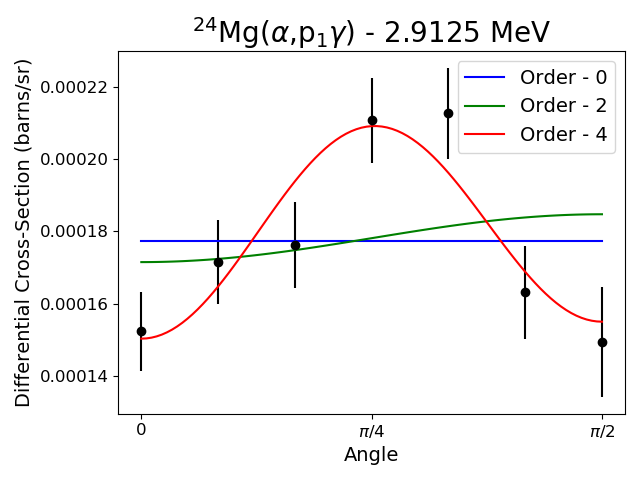 ²⁴Mg(α,p₁γ) - 2.9125 MeV
Differential Cross-Section (barns/sr)
0.00022
0.00020
0.00018
0.00016
0.00014
Order - 0
Order - 2
Order - 4
0
π/4
π/2
Angle